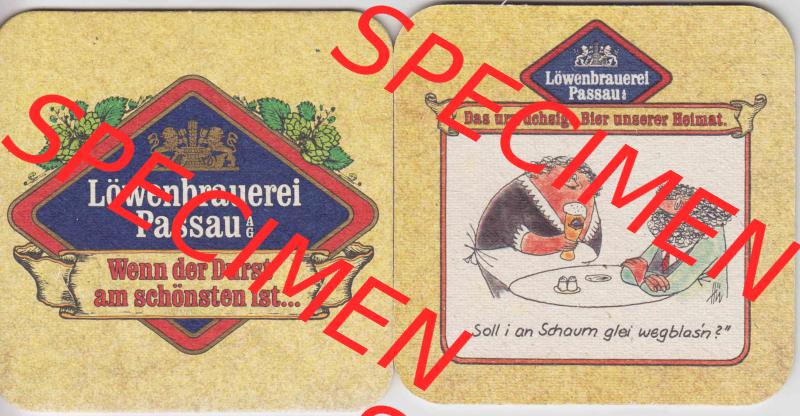 Löwenbrauerei
Passau AG
Wenn der Durst
am schönsten ist...
Löwenbrauerei
Passau AG
Das urwüchsige Bier unserer Heimat.
„Soll i an Schaum glei wegblas'n?"
SPECIMEN
SPECIMEN
SPECIMEN